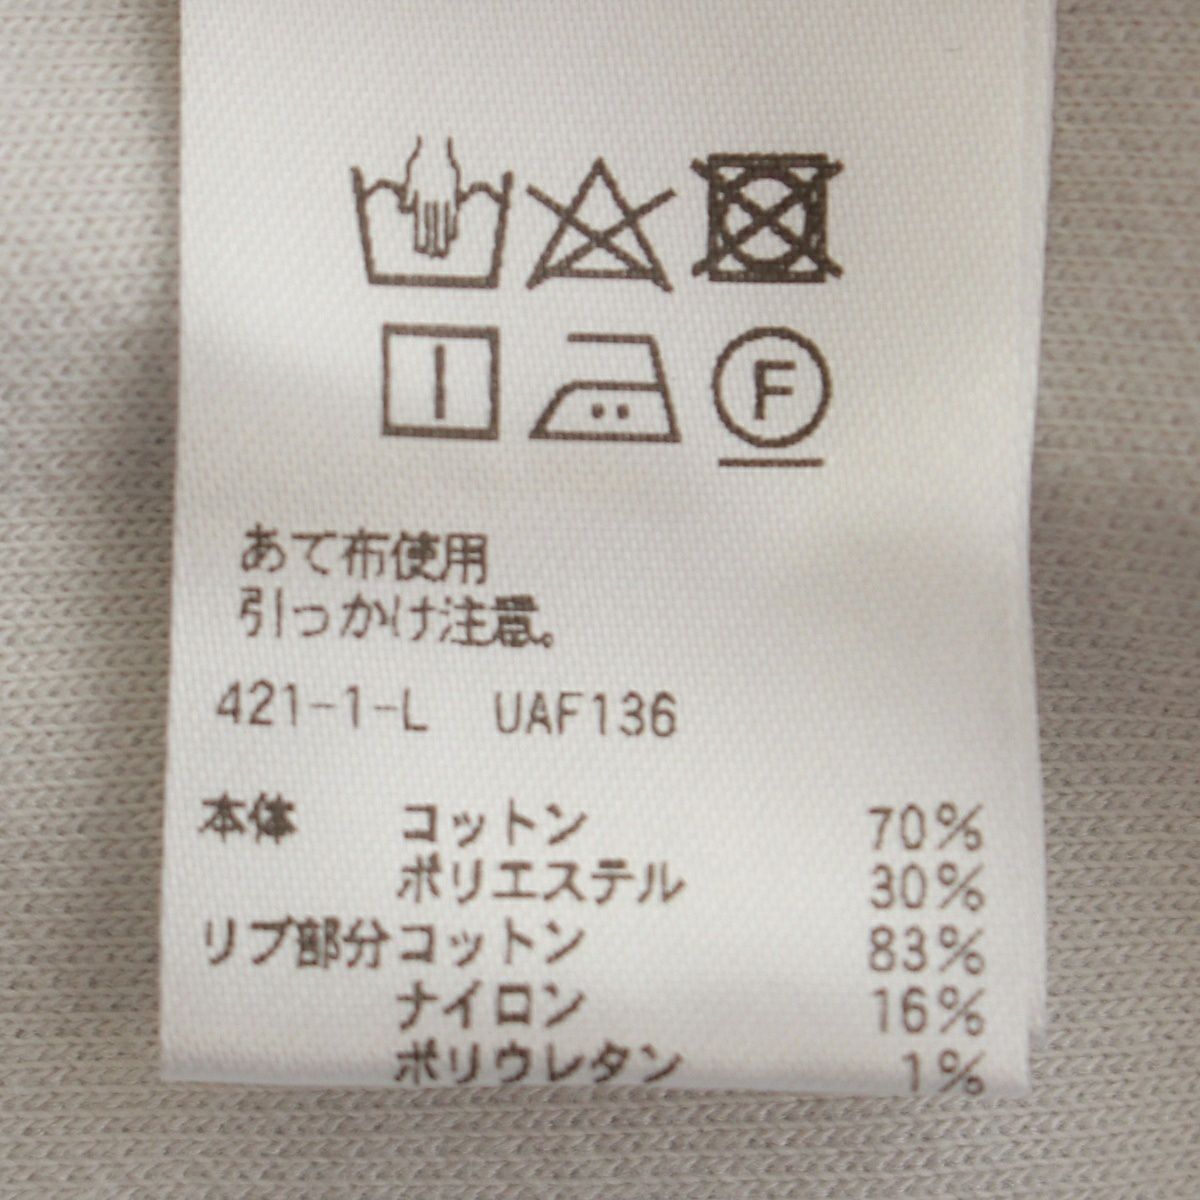 F
あて布使用
引っかけ注意。
421-1-L UAF136
本体 コットン 70%
ポリエステル 30%
リブ部分 コットン 83%
ナイロン 16%
ポリウレタン 1%